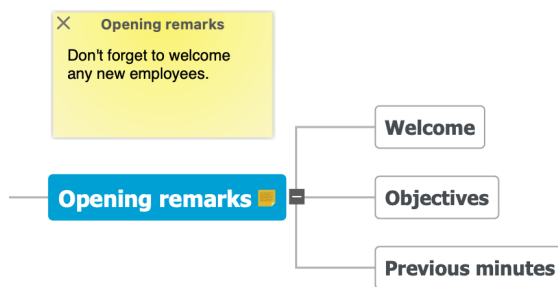 Opening remarks
Don't forget to welcome
any new employees.
Welcome
Opening remarks
Objectives
Previous minutes